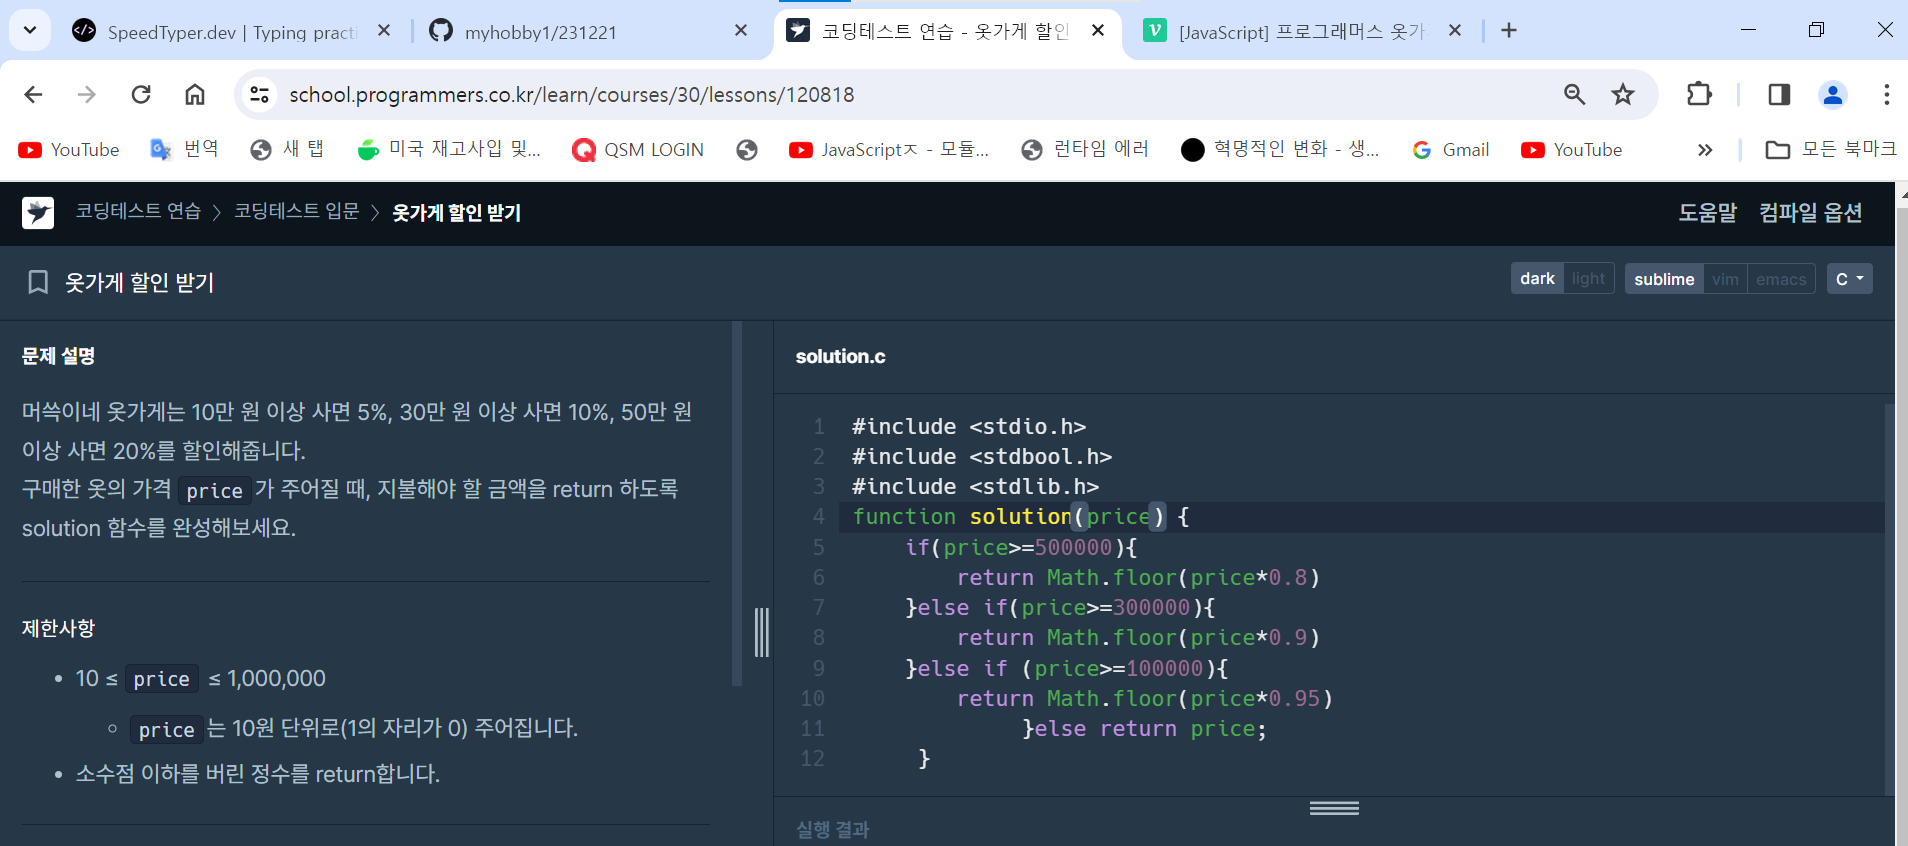 SpeedTyper.dev | Typing practi
myhobby1/231221
코딩테스트 연습 - 옷가게 할인
[JavaScript] 프로그래머스 옷가
school.programmers.co.kr/learn/courses/30/lessons/120818
YouTube
번역
새 탭
미국 재고사입 및...
QSM LOGIN
JavaScriptㅈ - 모듈...
런타임 에러
혁명적인 변화 - 생...
Gmail
YouTube
모든 북마크
코딩테스트 연습 > 코딩테스트 입문 > 옷가게 할인 받기
도움말
컴파일 옵션
옷가게 할인 받기
dark light
sublime vim emacs
C
문제 설명
머쓱이네 옷가게는 10만 원 이상 사면 5%, 30만 원 이상 사면 10%, 50만 원
이상 사면 20%를 할인해줍니다.
구매한 옷의 가격 price 가 주어질 때, 지불해야 할 금액을 return 하도록
solution 함수를 완성해보세요.
제한사항
• 10 ≤ price ≤ 1,000,000
◦ price는 10원 단위로(1의 자리가 0) 주어집니다.
• 소수점 이하를 버린 정수를 return합니다.
solution.c
1 #include <stdio.h>
2 #include <stdbool.h>
3 #include <stdlib.h>
4 function solution(price) {
5     if(price>=500000){
6         return Math.floor(price*0.8)
7     }else if(price>=300000){
8         return Math.floor(price*0.9)
9     }else if (price>=100000){
10         return Math.floor(price*0.95)
11              }else return price;
12      }
실행 결과